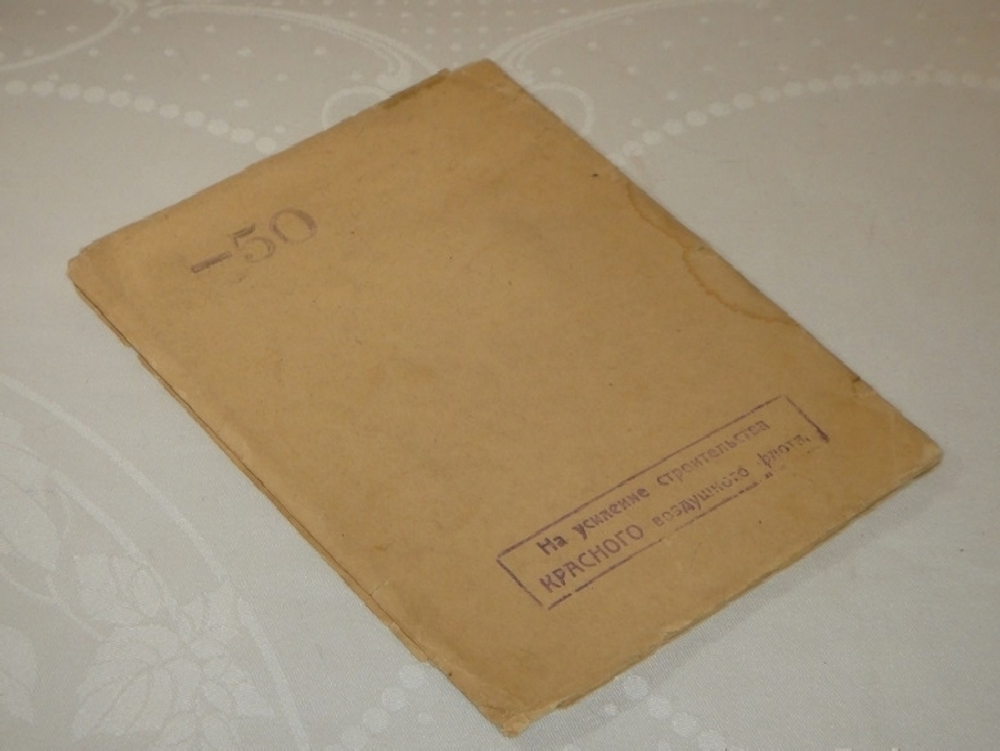 -50
На усиление строительства
КРАСНОГО воздушного флота.